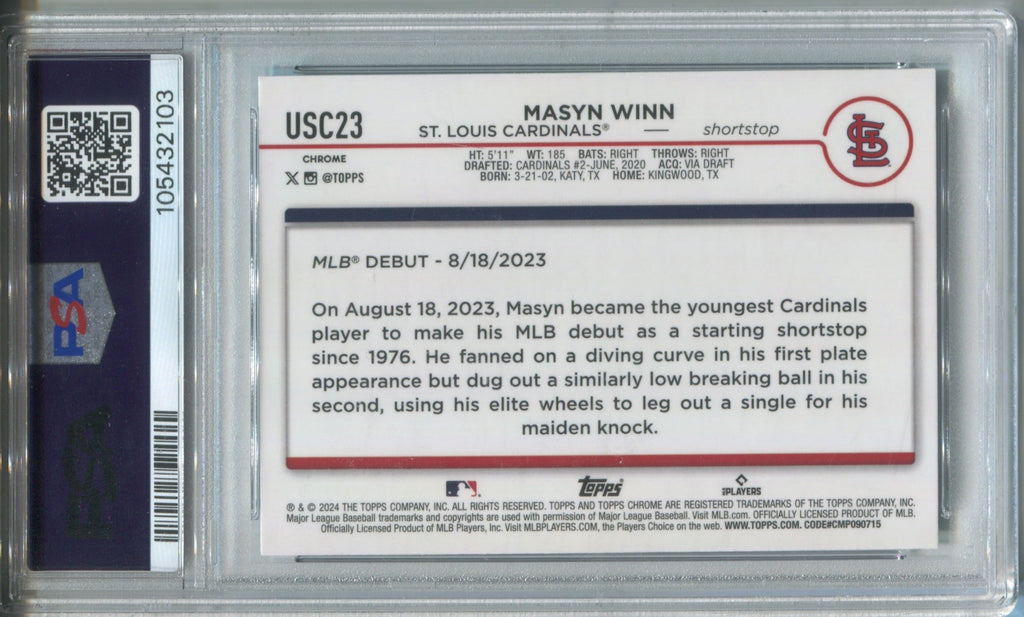 105432103
PSA
USC23
MASYN WINN
ST. LOUIS CARDINALS® — shortstop
CHROME
@TOPPS
HT: 5'11" WT: 185 BATS: RIGHT THROWS: RIGHT
DRAFTED: CARDINALS #2-JUNE, 2020 ACQ: VIA DRAFT
BORN: 3-21-02, KATY, TX HOME: KINGWOOD, TX
STL
MLB® DEBUT - 8/18/2023
On August 18, 2023, Masyn became the youngest Cardinals
player to make his MLB debut as a starting shortstop
since 1976. He fanned on a diving curve in his first plate
appearance but dug out a similarly low breaking ball in his
second, using his elite wheels to leg out a single for his
maiden knock.
Topps
PLAYERS
® & © 2024 THE TOPPS COMPANY, INC. ALL RIGHTS RESERVED. TOPPS AND TOPPS CHROME ARE REGISTERED TRADEMARKS OF THE TOPPS COMPANY, INC.
Major League Baseball trademarks and copyrights are used with permission of Major League Baseball. Visit MLB.com. OFFICIALLY LICENSED PRODUCT OF MLB.
Officially Licensed Product of MLB Players, Inc. Visit MLBPLAYERS.COM, the Players Choice on the web. WWW.TOPPS.COM. CODE#CMP090715